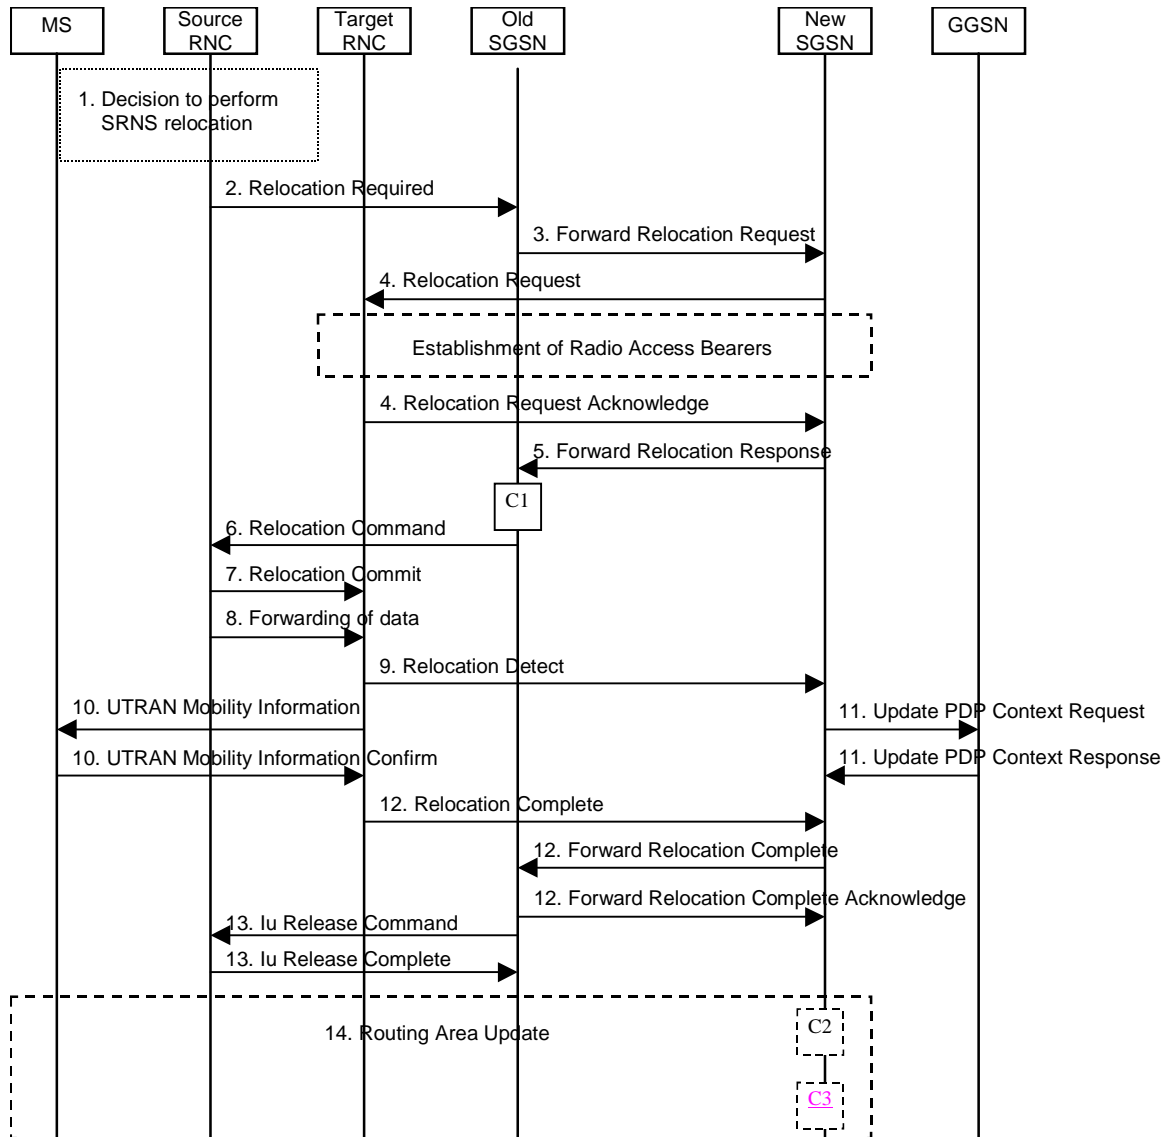 MS
Source
RNC
Target
RNC
Old
SGSN
New
SGSN
GGSN
1. Decision to perform
SRNS relocation
2. Relocation Required
3. Forward Relocation Request
4. Relocation Request
Establishment of Radio Access Bearers
4. Relocation Request Acknowledge
5. Forward Relocation Response
C1
6. Relocation Command
7. Relocation Commit
8. Forwarding of data
9. Relocation Detect
10. UTRAN Mobility Information
11. Update PDP Context Request
10. UTRAN Mobility Information Confirm
11. Update PDP Context Response
12. Relocation Complete
12. Forward Relocation Complete
12. Forward Relocation Complete Acknowledge
13. Iu Release Command
13. Iu Release Complete
14. Routing Area Update
C2
C3